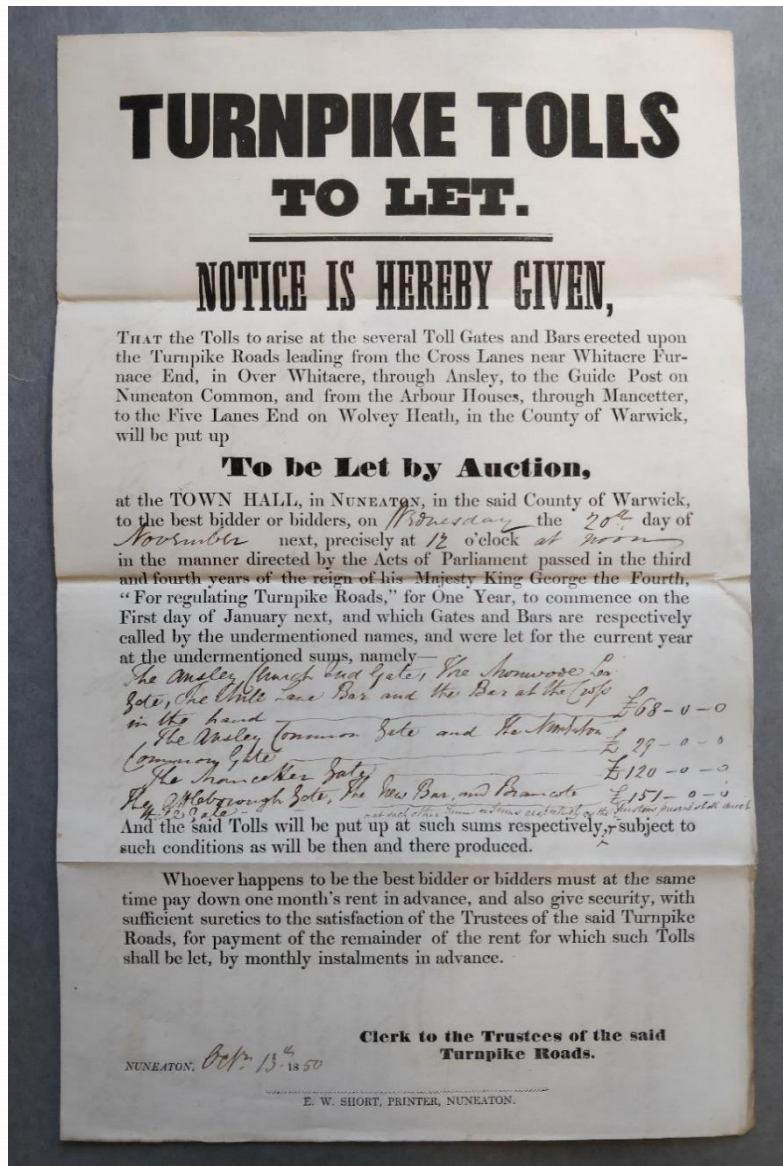 TURNPIKE TOLLS
TO LET.
NOTICE IS HEREBY GIVEN,
THAT the Tolls to arise at the several Toll Gates and Bars erected upon
the Turnpike Roads leading from the Cross Lanes near Whitacre Fur-
nace End, in Over Whitacre, through Ansley, to the Guide Post on
Nuneaton Common, and from the Arbour Houses, through Mancetter,
to the Five Lanes End on Wolvey Heath, in the County of Warwick,
will be put up
To be Let by Auction,
at the TOWN HALL, in NUNEATON, in the said County of Warwick,
to the best bidder or bidders, on Wednesday the 20th day of
November next, precisely at 12 o'clock at noon
in the manner directed by the Acts of Parliament passed in the third
and fourth years of the reign of his Majesty King George the Fourth,
"For regulating Turnpike Roads," for One Year, to commence on the
First day of January next, and which Gates and Bars are respectively
called by the undermentioned names, and were let for the current year
at the undermentioned sums, namely—
The Ansley Church End Gate, The
Gate, the Lane Bar and the Bar at the Cross
in the hand £68-0-0
The Ansley Common Gate and The Nuneaton
Common Gate £29-0-0
The Mancetter Gate £120-0-0
The Attleborough Gate, The New Bar, and Bramcote £151-0-0
or at such other sum or sums respectively as the Trustees present shall direct
And the said Tolls will be put up at such sums respectively, subject to
such conditions as will be then and there produced.
Whoever happens to be the best bidder or bidders must at the same
time pay down one month's rent in advance, and also give security, with
sufficient sureties to the satisfaction of the Trustees of the said Turnpike
Roads, for payment of the remainder of the rent for which such Tolls
shall be let, by monthly instalments in advance.
Clerk to the Trustees of the said
Turnpike Roads.
NUNEATON, Octr. 13th 1850
E. W. SHORT, PRINTER, NUNEATON.